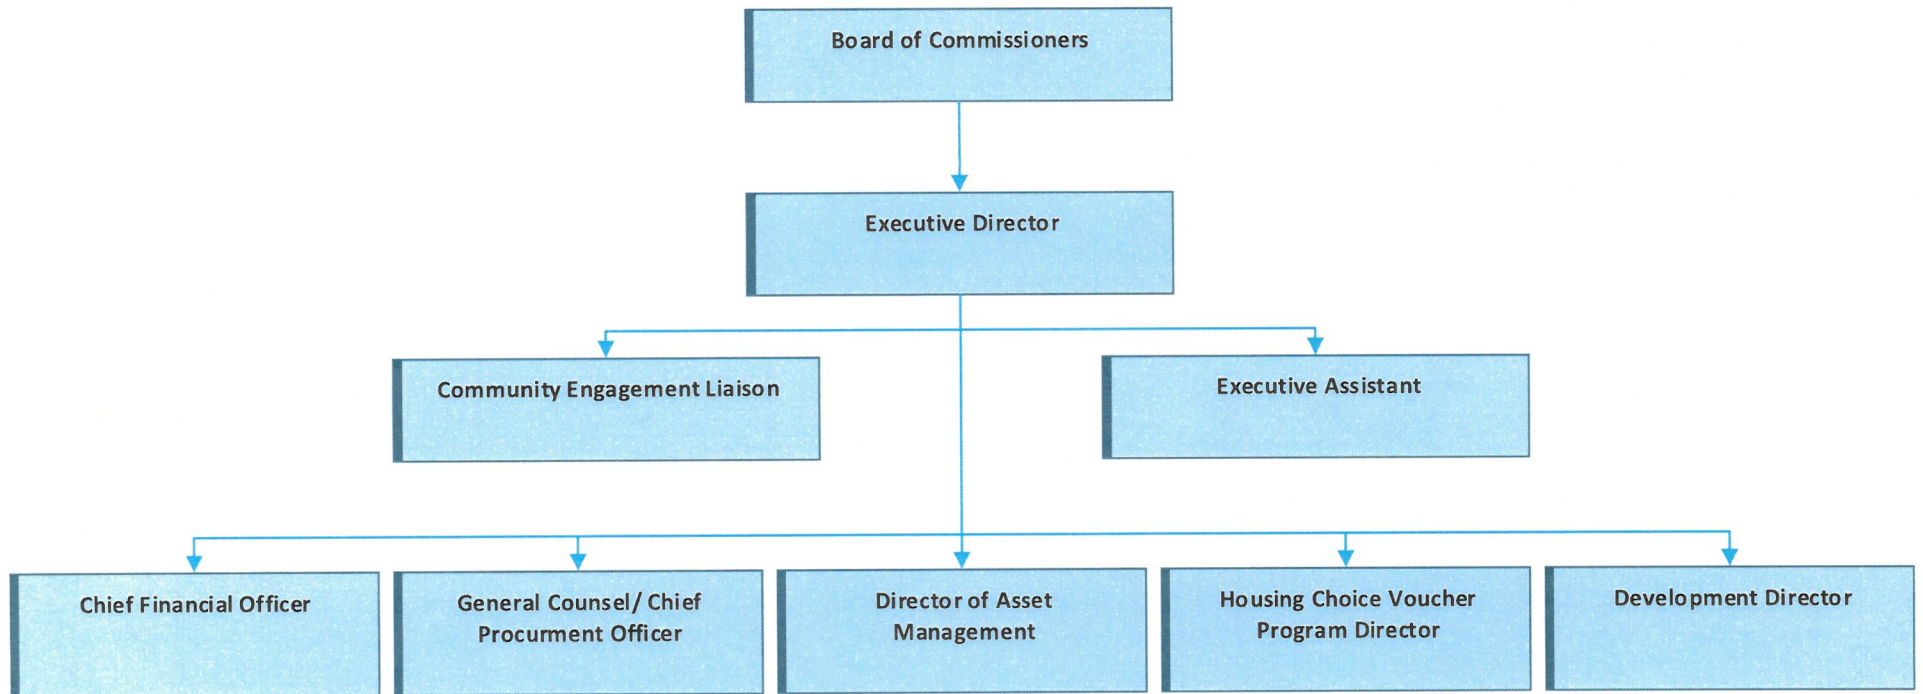 Board of Commissioners
Executive Director
Community Engagement Liaison
Executive Assistant
Chief Financial Officer
General Counsel/ Chief
Procurment Officer
Director of Asset
Management
Housing Choice Voucher
Program Director
Development Director